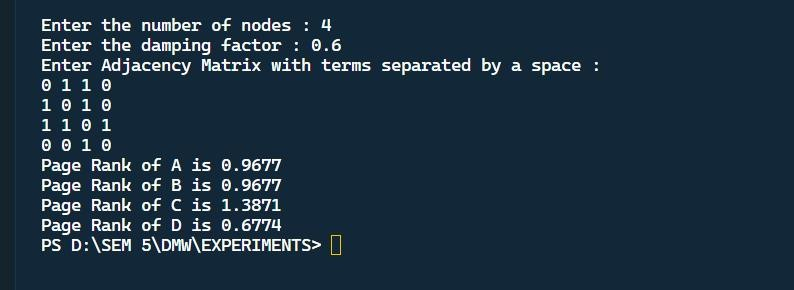 Enter the number of nodes : 4
Enter the damping factor : 0.6
Enter Adjacency Matrix with terms separated by a space :
0 1 1 0
1 0 1 0
1 1 0 1
0 0 1 0
Page Rank of A is 0.9677
Page Rank of B is 0.9677
Page Rank of C is 1.3871
Page Rank of D is 0.6774
PS D:\SEM 5\DMW\EXPERIMENTS>